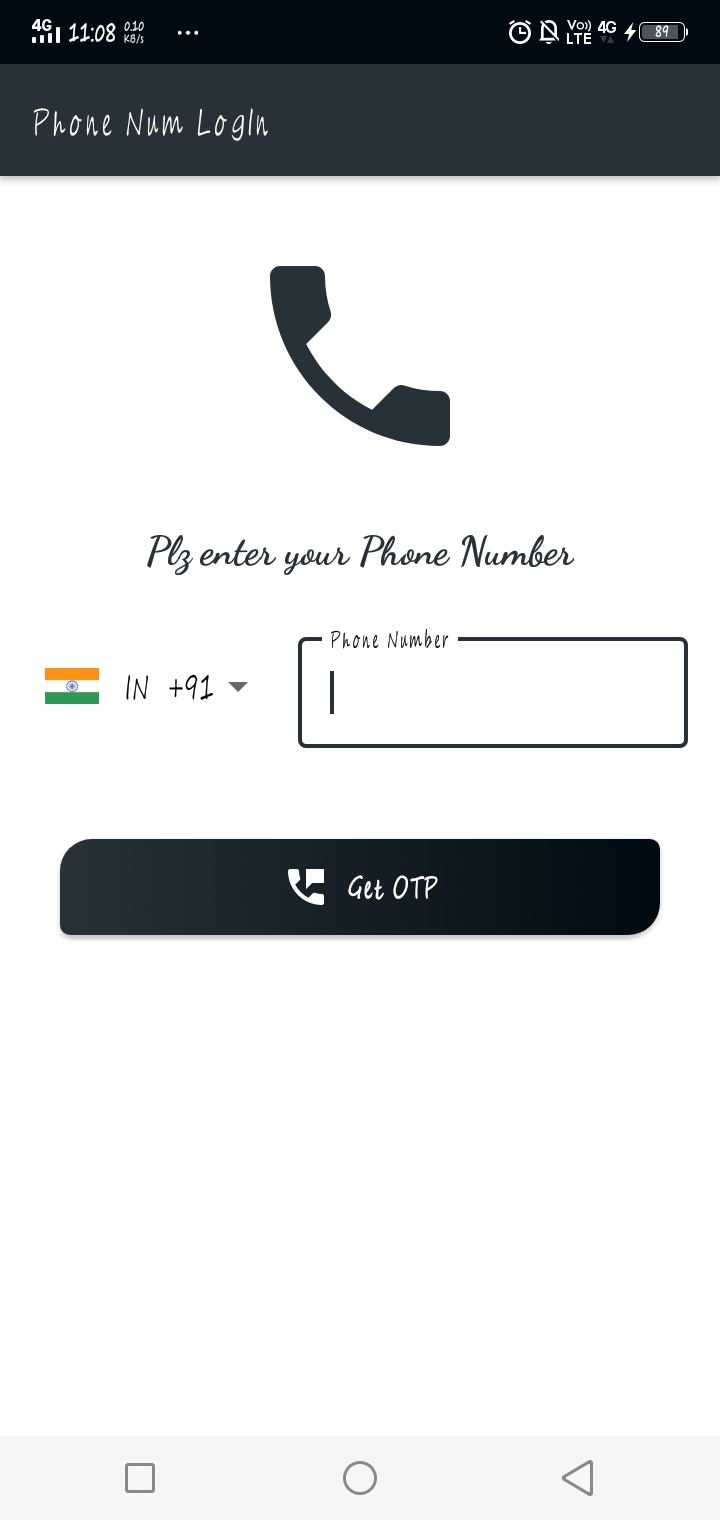 4G 11:08 0.10 KB/s ... Vo)) LTE 4G 89
Phone Num LogIn
Plz enter your Phone Number
Phone Number
IN +91
Get OTP